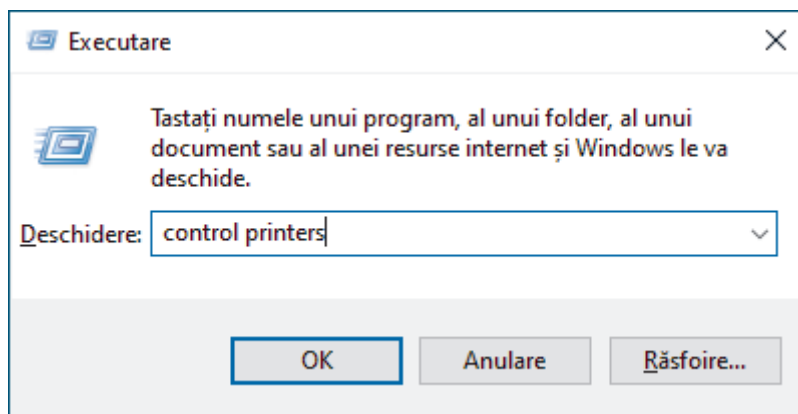 Executare
Tastați numele unui program, al unui folder, al unui
document sau al unei resurse internet și Windows le va
deschide.
Deschidere: control printers
OK Anulare Răsfoire...